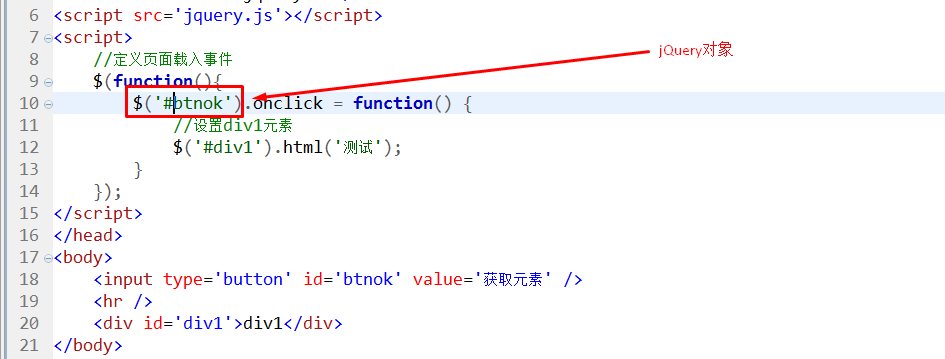 6 <script src='jquery.js'></script>
7 <script>
8 //定义页面载入事件
9 $(function(){
10 $('#btnok').onclick = function() {
11 //设置div1元素
12 $('#div1').html('测试');
13 }
14 });
15 </script>
16 </head>
17 <body>
18 <input type='button' id='btnok' value='获取元素' />
19 <hr />
20 <div id='div1'>div1</div>
21 </body>
jQuery对象